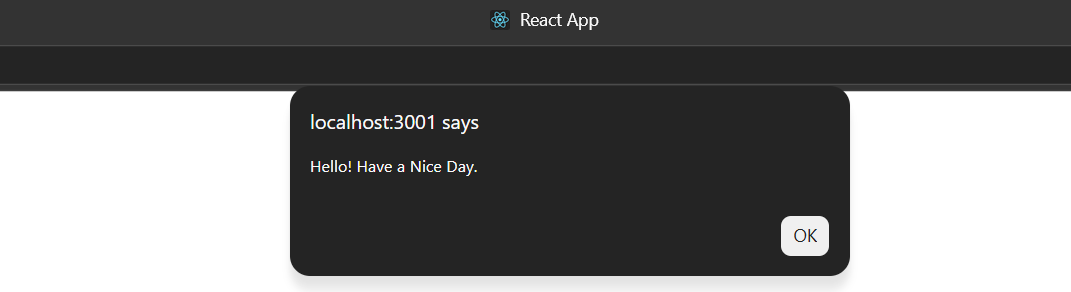 React App
localhost:3001 says
Hello! Have a Nice Day.
OK